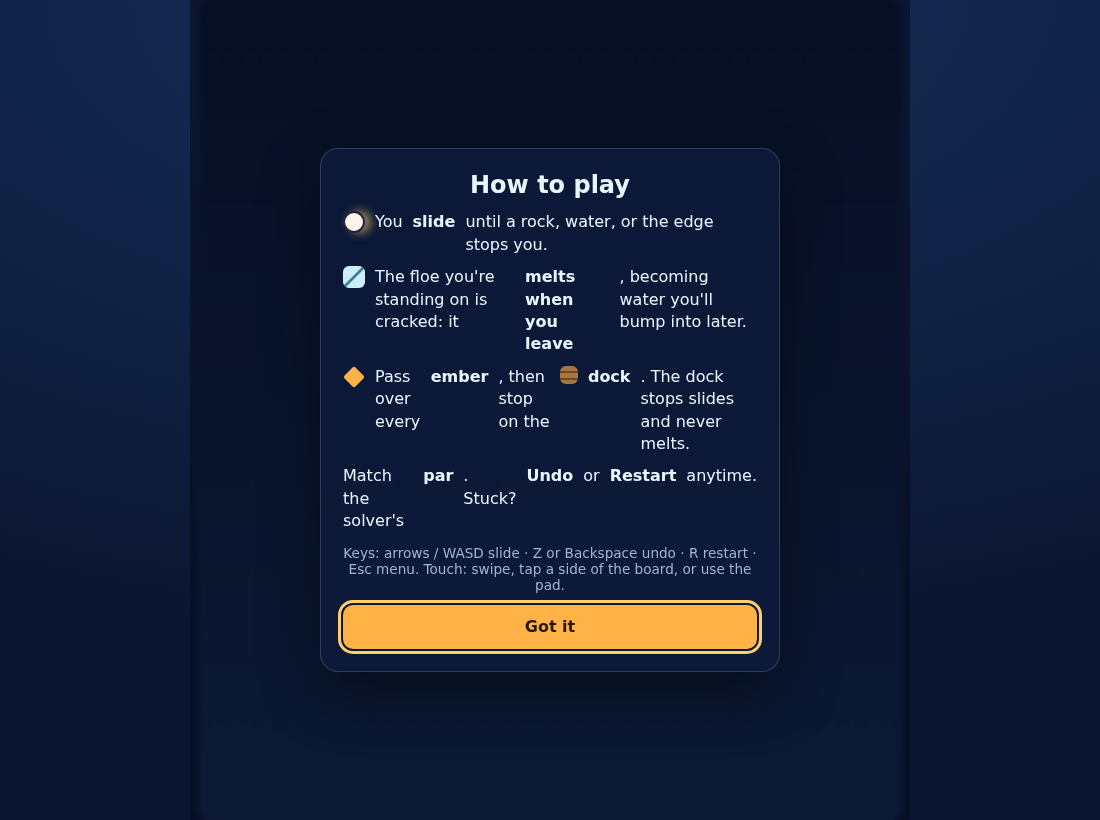 How to play
You slide until a rock, water, or the edge
stops you.
The floe you're melts , becoming
standing on is when water you'll
cracked: it you bump into later.
leave
Pass ember , then dock . The dock
over stop stops slides
every on the and never
melts.
Match par . Undo or Restart anytime.
the Stuck?
solver's
Keys: arrows / WASD slide · Z or Backspace undo · R restart ·
Esc menu. Touch: swipe, tap a side of the board, or use the
pad.
Got it